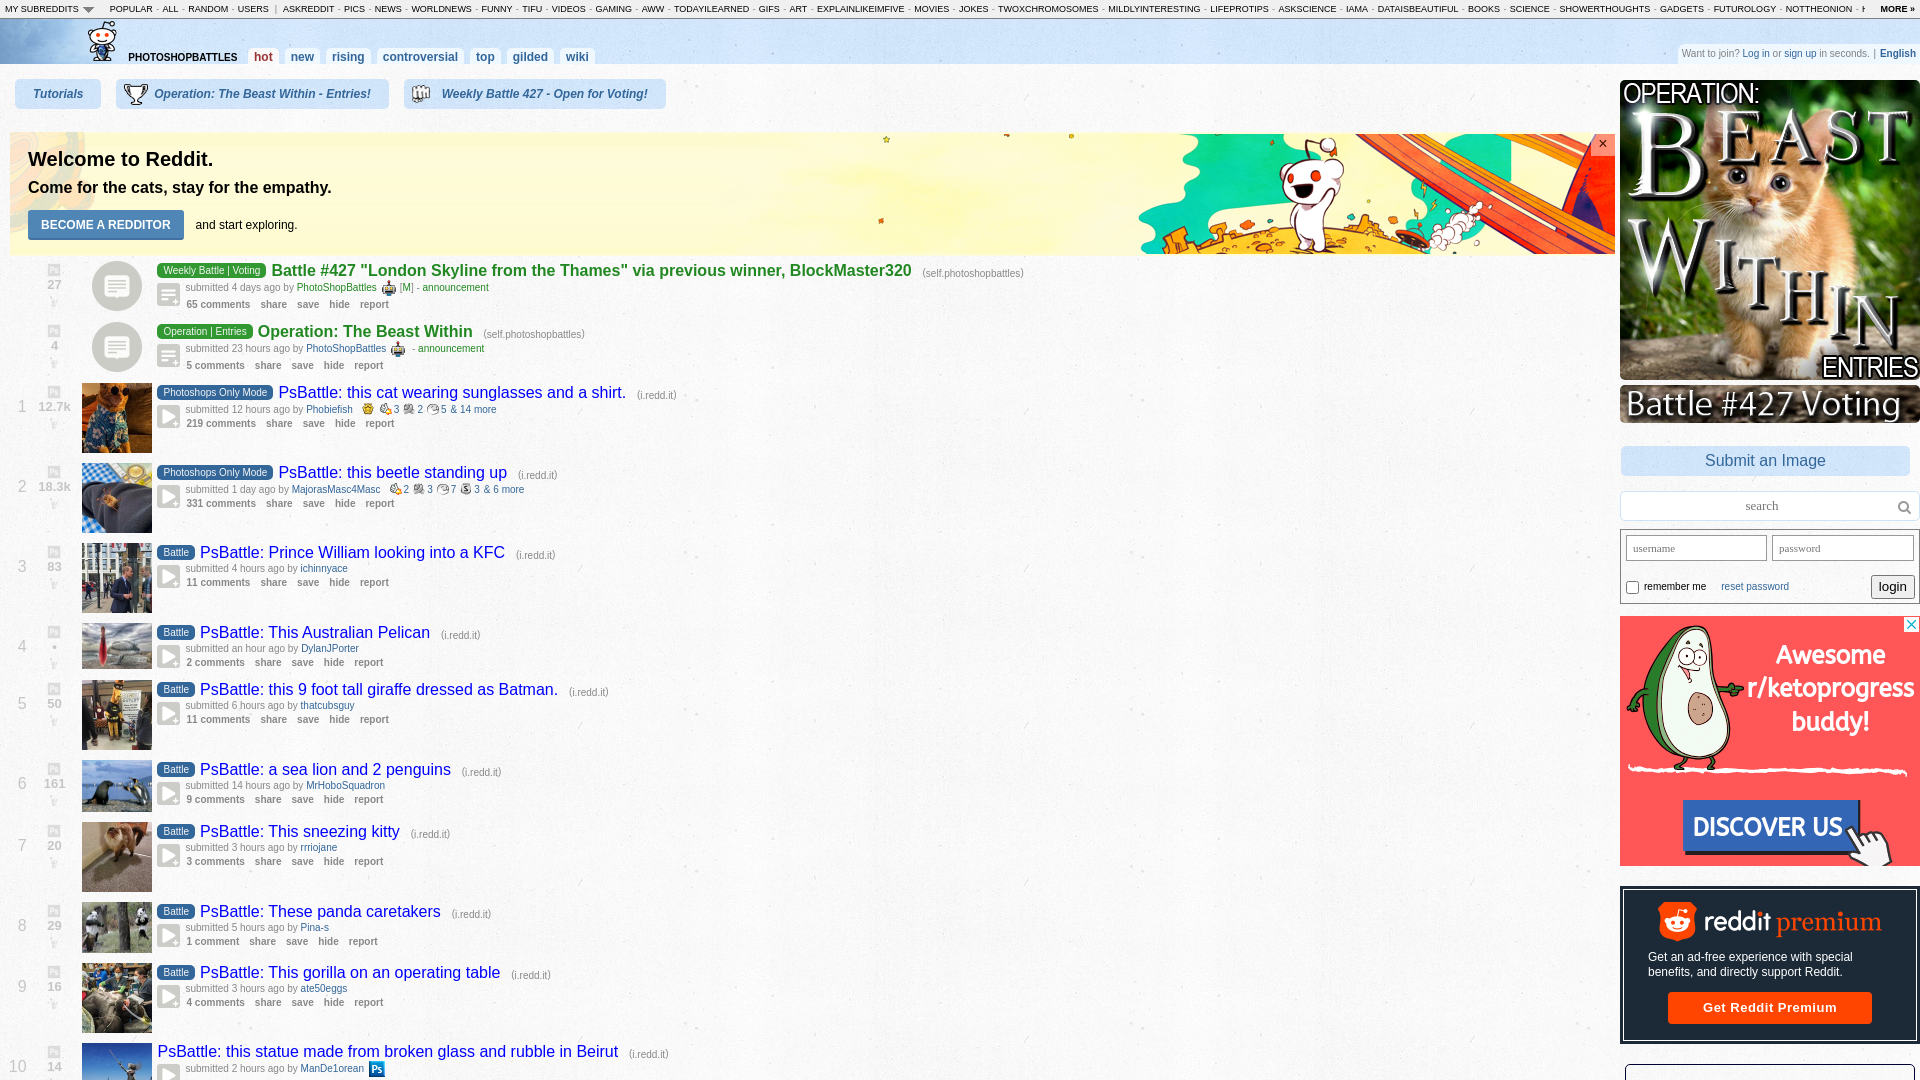 MY SUBREDDITS POPULAR - ALL - RANDOM - USERS | ASKREDDIT - PICS - NEWS - WORLDNEWS - FUNNY - TIFU - VIDEOS - GAMING - AWW - TODAYILEARNED - GIFS - ART - EXPLAINLIKEIMFIVE - MOVIES - JOKES - TWOXCHROMOSOMES - MILDLYINTERESTING - LIFEPROTIPS - ASKSCIENCE - IAMA - DATAISBEAUTIFUL - BOOKS - SCIENCE - SHOWERTHOUGHTS - GADGETS - FUTUROLOGY - NOTTHEONION - MORE »
PHOTOSHOPBATTLES hot new rising controversial top gilded wiki
Want to join? Log in or sign up in seconds. | English
Tutorials
Operation: The Beast Within - Entries!
Weekly Battle 427 - Open for Voting!
Welcome to Reddit.
Come for the cats, stay for the empathy.
BECOME A REDDITOR and start exploring.
×
27
Weekly Battle | Voting Battle #427 "London Skyline from the Thames" via previous winner, BlockMaster320 (self.photoshopbattles)
submitted 4 days ago by PhotoShopBattles [M] - announcement
65 comments share save hide report
4
Operation | Entries Operation: The Beast Within (self.photoshopbattles)
submitted 23 hours ago by PhotoShopBattles - announcement
5 comments share save hide report
1 12.7k
Photoshops Only Mode PsBattle: this cat wearing sunglasses and a shirt. (i.redd.it)
submitted 12 hours ago by Phobiefish 3 2 5 & 14 more
219 comments share save hide report
2 18.3k
Photoshops Only Mode PsBattle: this beetle standing up (i.redd.it)
submitted 1 day ago by MajorasMasc4Masc 2 3 7 3 & 6 more
331 comments share save hide report
3 83
Battle PsBattle: Prince William looking into a KFC (i.redd.it)
submitted 4 hours ago by ichinnyace
11 comments share save hide report
4 •
Battle PsBattle: This Australian Pelican (i.redd.it)
submitted an hour ago by DylanJPorter
2 comments share save hide report
5 50
Battle PsBattle: this 9 foot tall giraffe dressed as Batman. (i.redd.it)
submitted 6 hours ago by thatcubsguy
11 comments share save hide report
6 161
Battle PsBattle: a sea lion and 2 penguins (i.redd.it)
submitted 14 hours ago by MrHoboSquadron
9 comments share save hide report
7 20
Battle PsBattle: This sneezing kitty (i.redd.it)
submitted 3 hours ago by rrriojane
3 comments share save hide report
8 29
Battle PsBattle: These panda caretakers (i.redd.it)
submitted 5 hours ago by Pina-s
1 comment share save hide report
9 16
Battle PsBattle: This gorilla on an operating table (i.redd.it)
submitted 3 hours ago by ate50eggs
4 comments share save hide report
10 14
PsBattle: this statue made from broken glass and rubble in Beirut (i.redd.it)
submitted 2 hours ago by ManDe1orean Ps
OPERATION:
BEAST
WITHIN
ENTRIES
Battle #427 Voting
Submit an Image
search
username password
remember me reset password login
Awesome
r/ketoprogress
buddy!
DISCOVER US
reddit premium
Get an ad-free experience with special
benefits, and directly support Reddit.
Get Reddit Premium